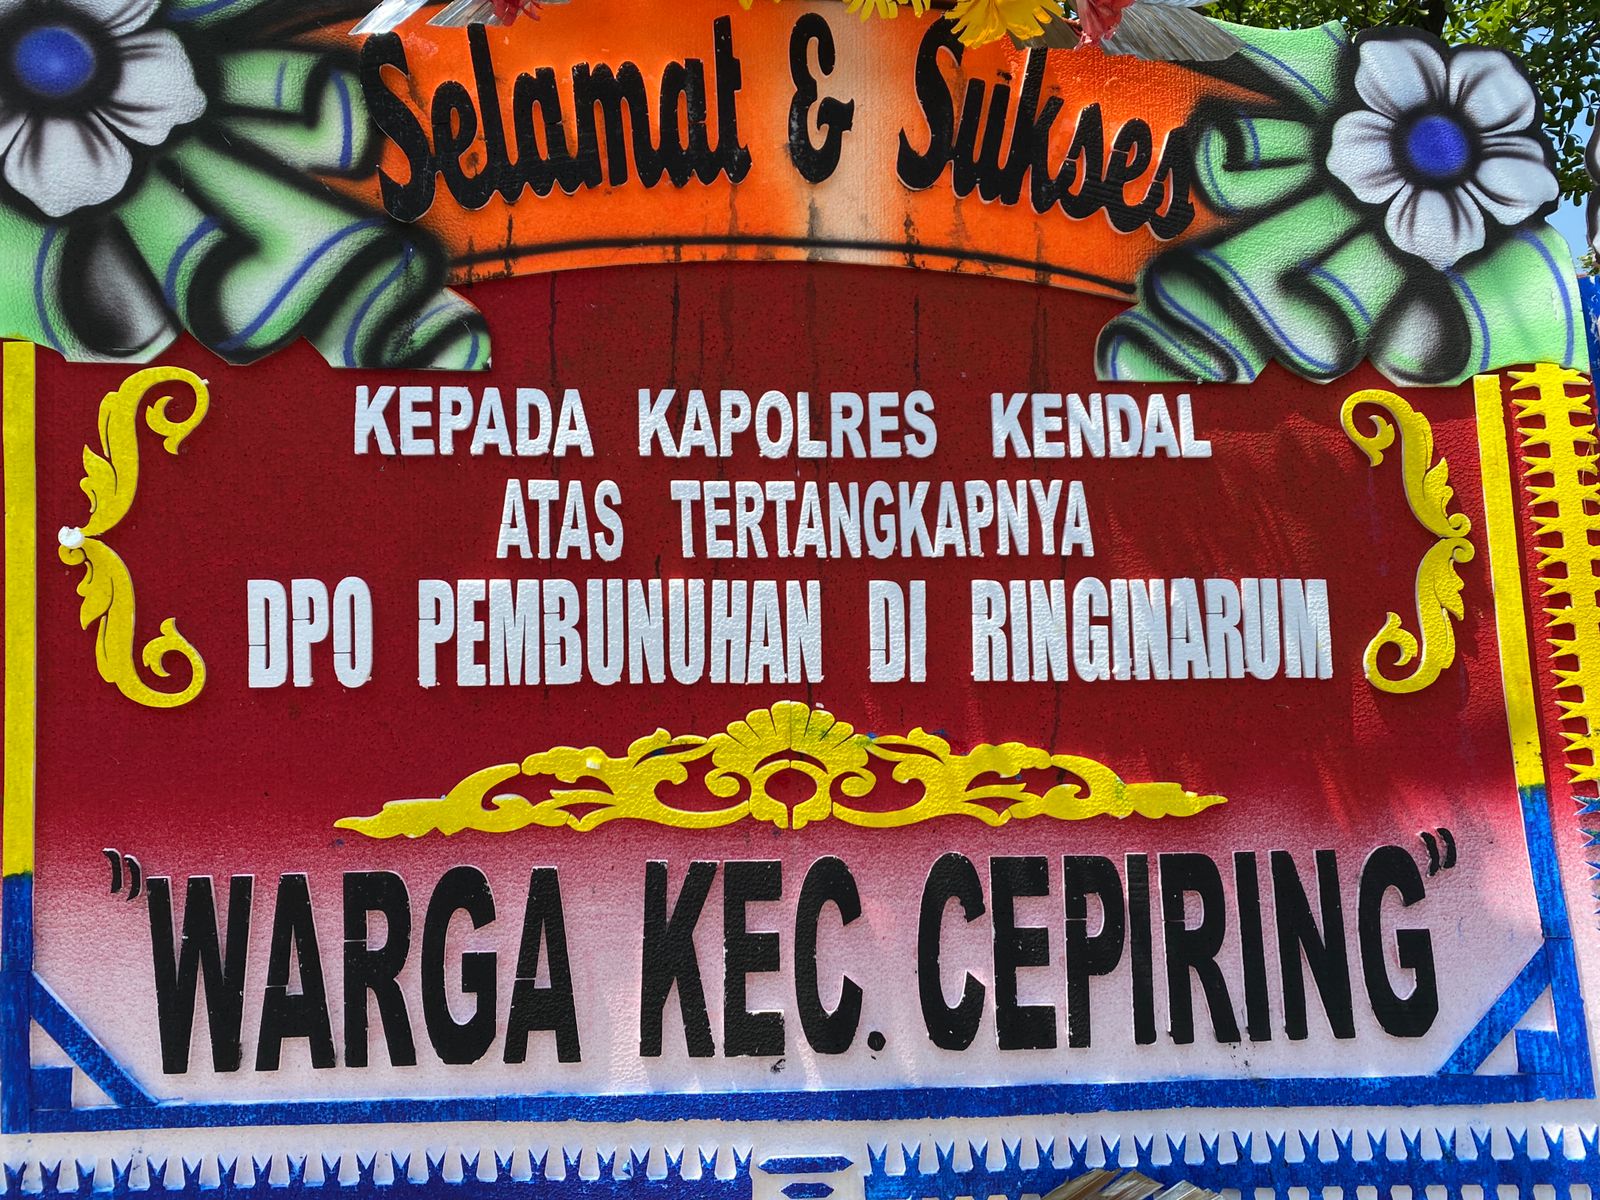 Selamat & Sukses
KEPADA KAPOLRES KENDAL
ATAS TERTANGKAPNYA
DPO PEMBUNUHAN DI RINGINARUM
"WARGA KEC. CEPIRING"